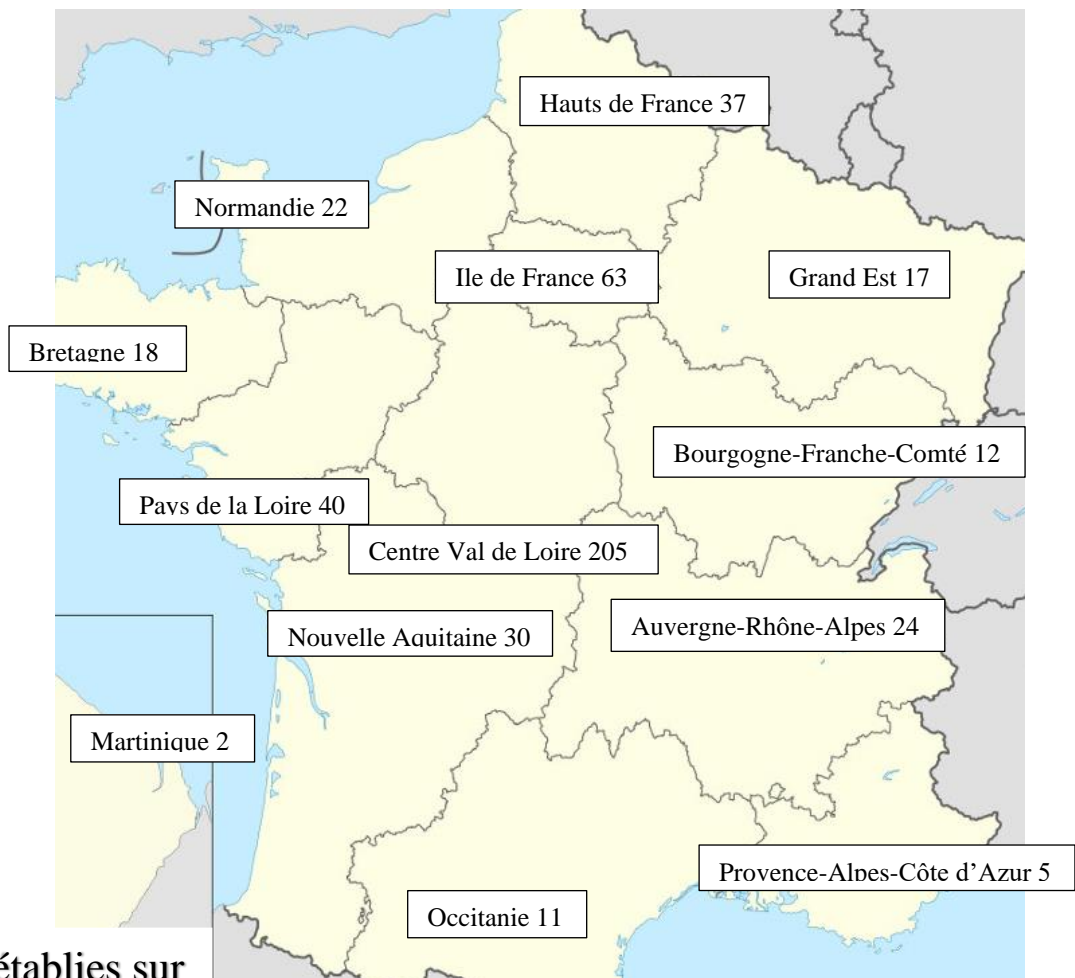 Hauts de France 37
Normandie 22
Ile de France 63
Grand Est 17
Bretagne 18
Bourgogne-Franche-Comté 12
Pays de la Loire 40
Centre Val de Loire 205
Auvergne-Rhône-Alpes 24
Nouvelle Aquitaine 30
Martinique 2
Provence-Alpes-Côte d’Azur 5
Occitanie 11
établies sur